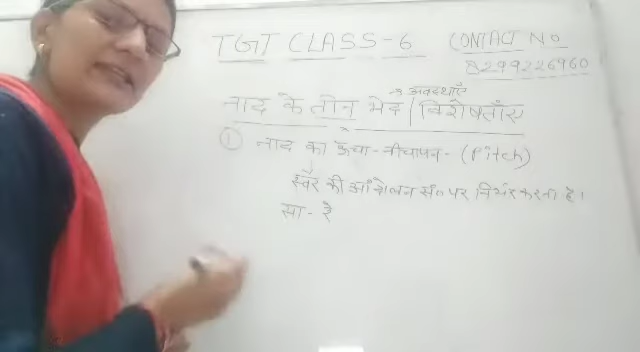 TGT CLASS-6 CONTACT NO
8299226960
→ अवस्थाएँ
नाद के तीन भेद / विशेषताएँ
① नाद का ऊँचा-नीचापन - (Pitch)
स्वर की आंदोलन सं० पर निर्भर करता है।
सा - रे